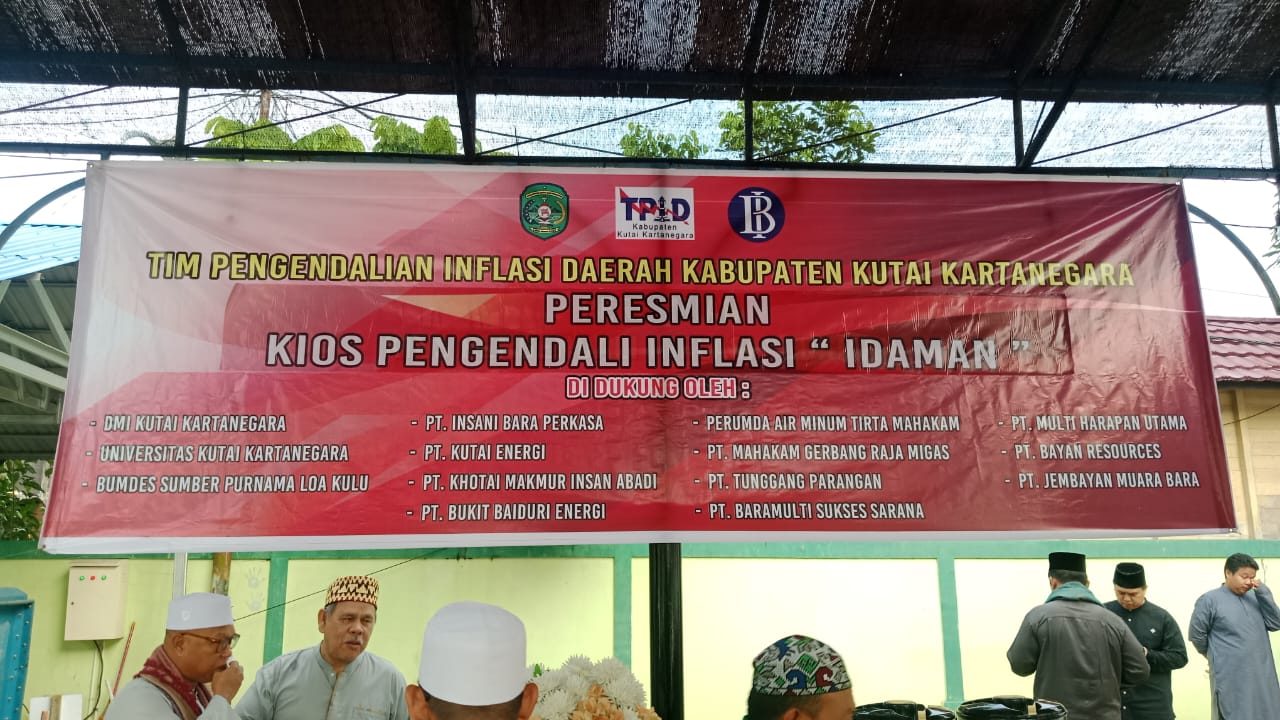 TPID
Kabupaten
Kutai Kartanegara
BI
TIM PENGENDALIAN INFLASI DAERAH KABUPATEN KUTAI KARTANEGARA
PERESMIAN
KIOS PENGENDALI INFLASI “ IDAMAN ”
DI DUKUNG OLEH :
- DMI KUTAI KARTANEGARA
- UNIVERSITAS KUTAI KARTANEGARA
- BUMDES SUMBER PURNAMA LOA KULU
- PT. INSANI BARA PERKASA
- PT. KUTAI ENERGI
- PT. KHOTAI MAKMUR INSAN ABADI
- PT. BUKIT BAIDURI ENERGI
- PERUMDA AIR MINUM TIRTA MAHAKAM
- PT. MAHAKAM GERBANG RAJA MIGAS
- PT. TUNGGANG PARANGAN
- PT. BARAMULTI SUKSES SARANA
- PT. MULTI HARAPAN UTAMA
- PT. BAYAN RESOURCES
- PT. JEMBAYAN MUARA BARA